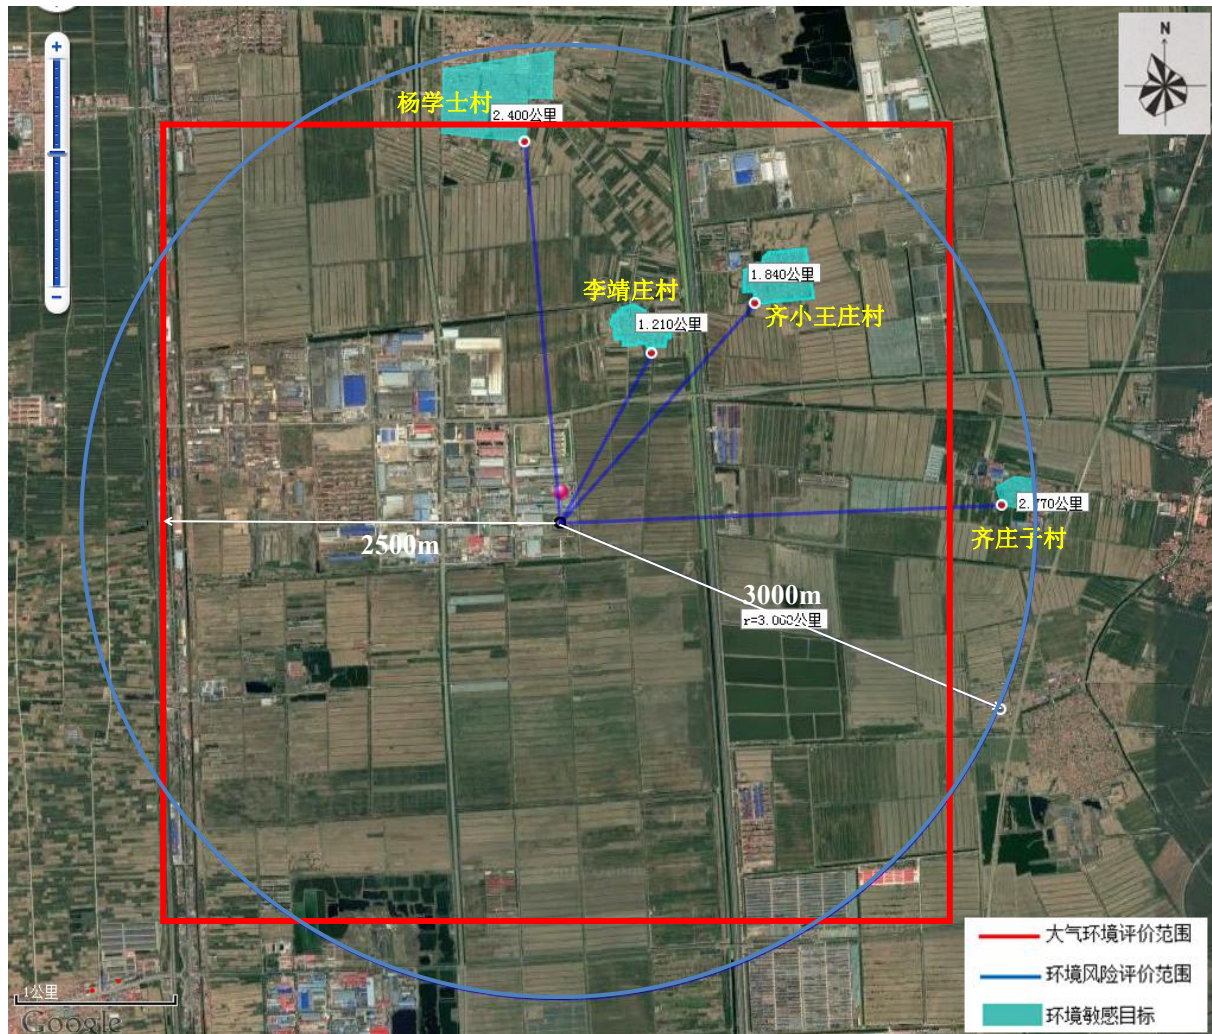 N
杨学士村
2.400公里
1.840公里
李靖庄村
齐小王庄村
1.210公里
2.770公里
齐庄子村
2500m
3000m
r=3.000公里
大气环境评价范围
环境风险评价范围
环境敏感目标
1公里
Google